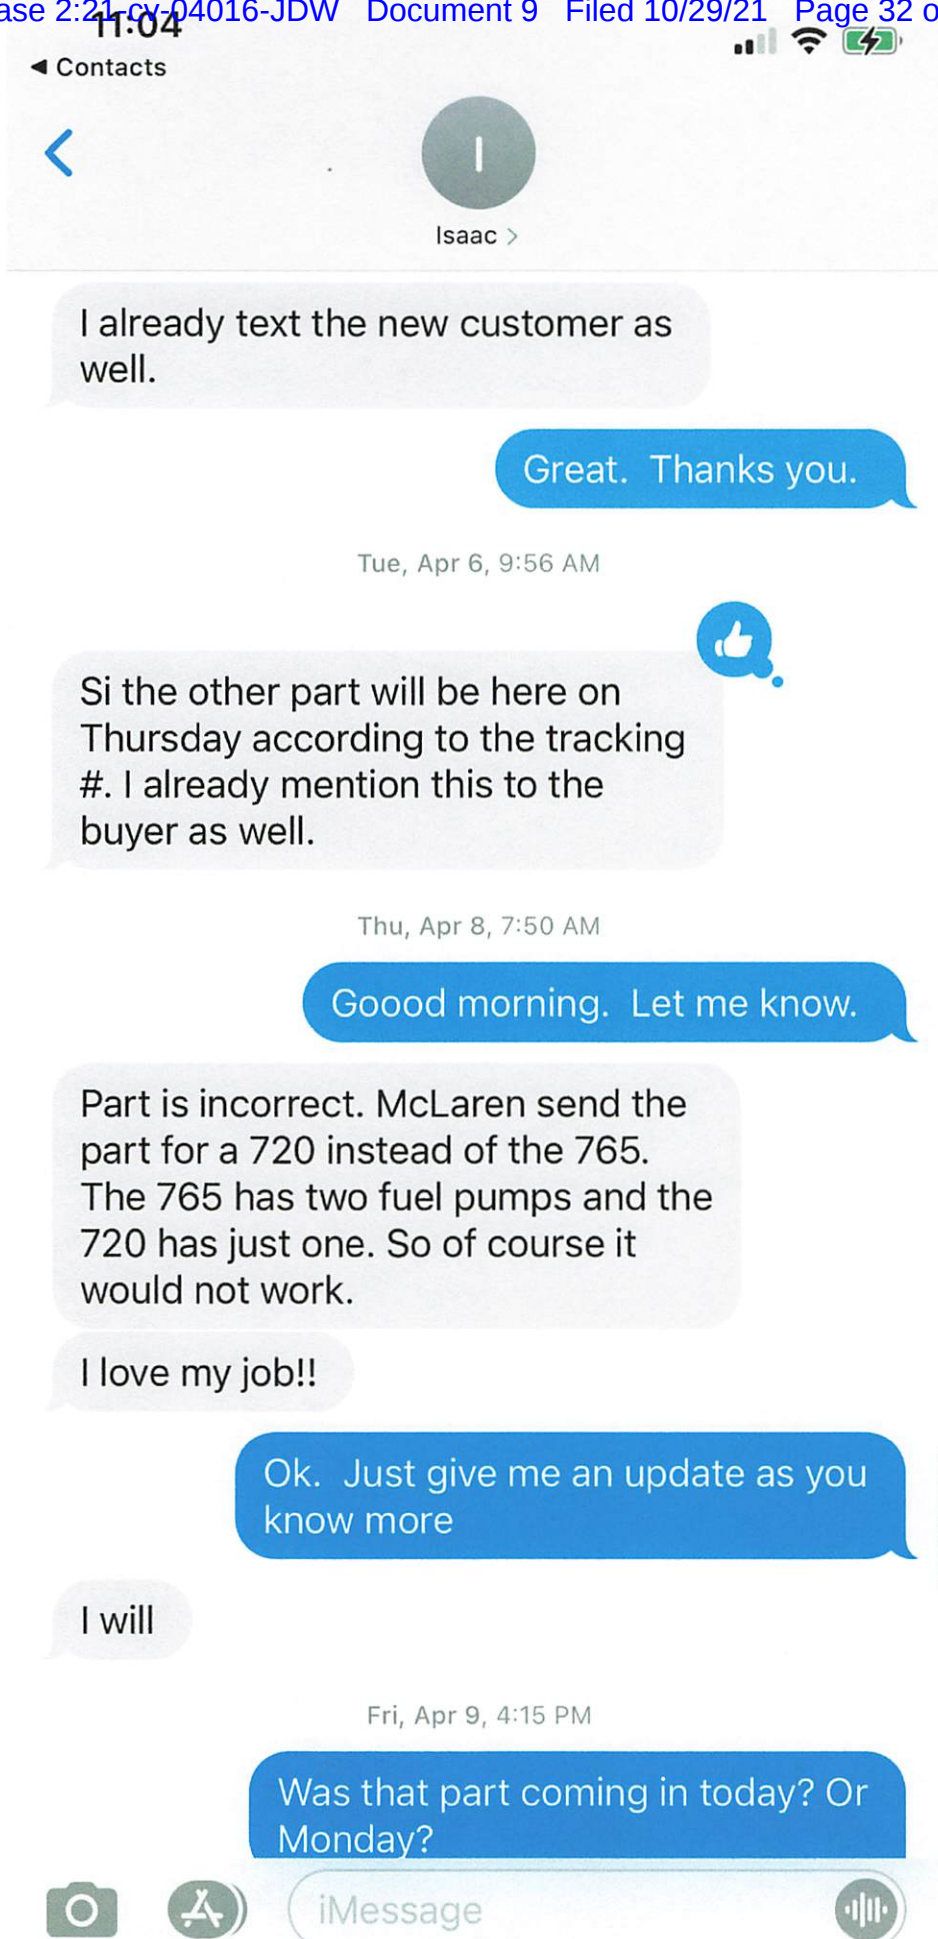 ase 2:21-cv-04016-JDW Document 9 Filed 10/29/21 Page 32 o
11:04
Contacts
I
Isaac
I already text the new customer as
well.
Great. Thanks you.
Tue, Apr 6, 9:56 AM
Si the other part will be here on
Thursday according to the tracking
#. I already mention this to the
buyer as well.
Thu, Apr 8, 7:50 AM
Goood morning. Let me know.
Part is incorrect. McLaren send the
part for a 720 instead of the 765.
The 765 has two fuel pumps and the
720 has just one. So of course it
would not work.
I love my job!!
Ok. Just give me an update as you
know more
I will
Fri, Apr 9, 4:15 PM
Was that part coming in today? Or
Monday?
iMessage